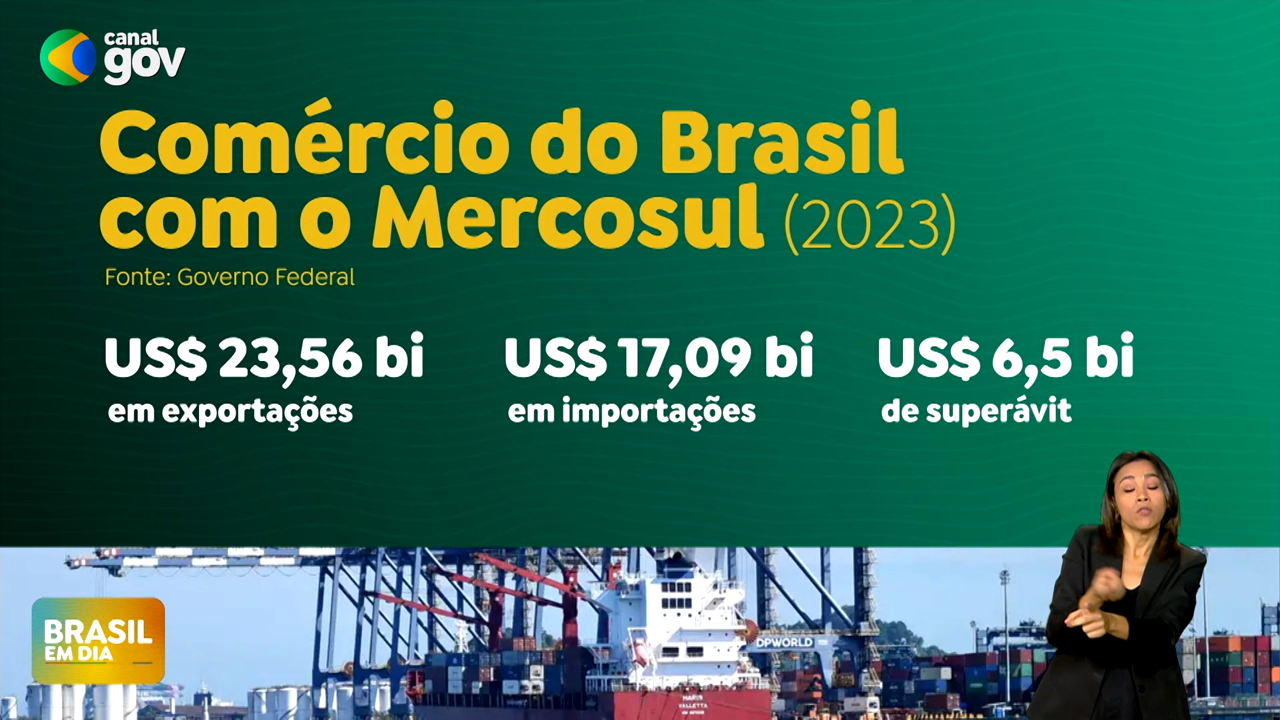 canal
gov
Comércio do Brasil
com o Mercosul (2023)
Fonte: Governo Federal
US$ 23,56 bi
em exportações
US$ 17,09 bi
em importações
US$ 6,5 bi
de superávit
BRASIL
EM DIA
DPWORLD
VALLETTA